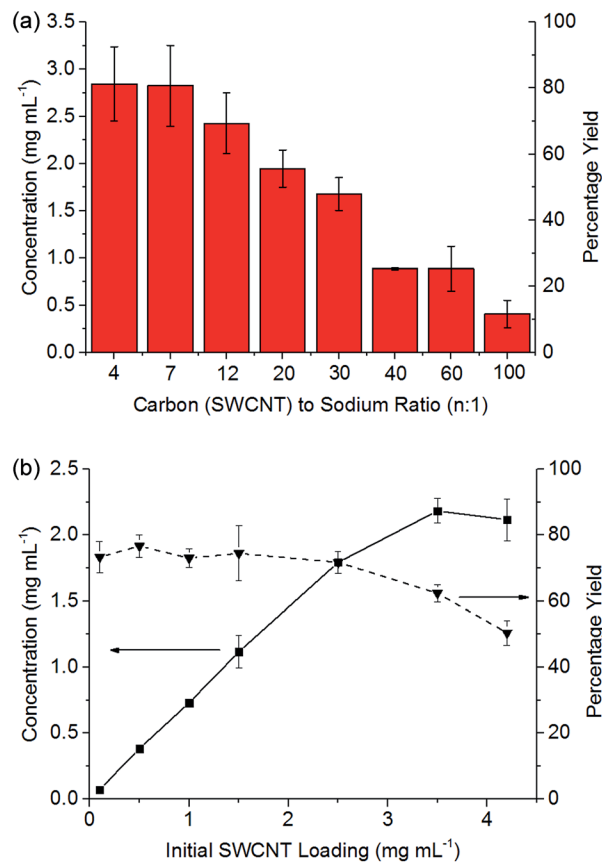 (a)
3.5
3.0
2.5
2.0
1.5
1.0
0.5
0.0
Concentration (mg mL-1)
100
80
60
40
20
0
Percentage Yield
4 7 12 20 30 40 60 100
Carbon (SWCNT) to Sodium Ratio (n:1)
(b)
2.5
2.0
1.5
1.0
0.5
0.0
Concentration (mg mL-1)
100
80
60
40
20
0
Percentage Yield
0 1 2 3 4
Initial SWCNT Loading (mg mL-1)